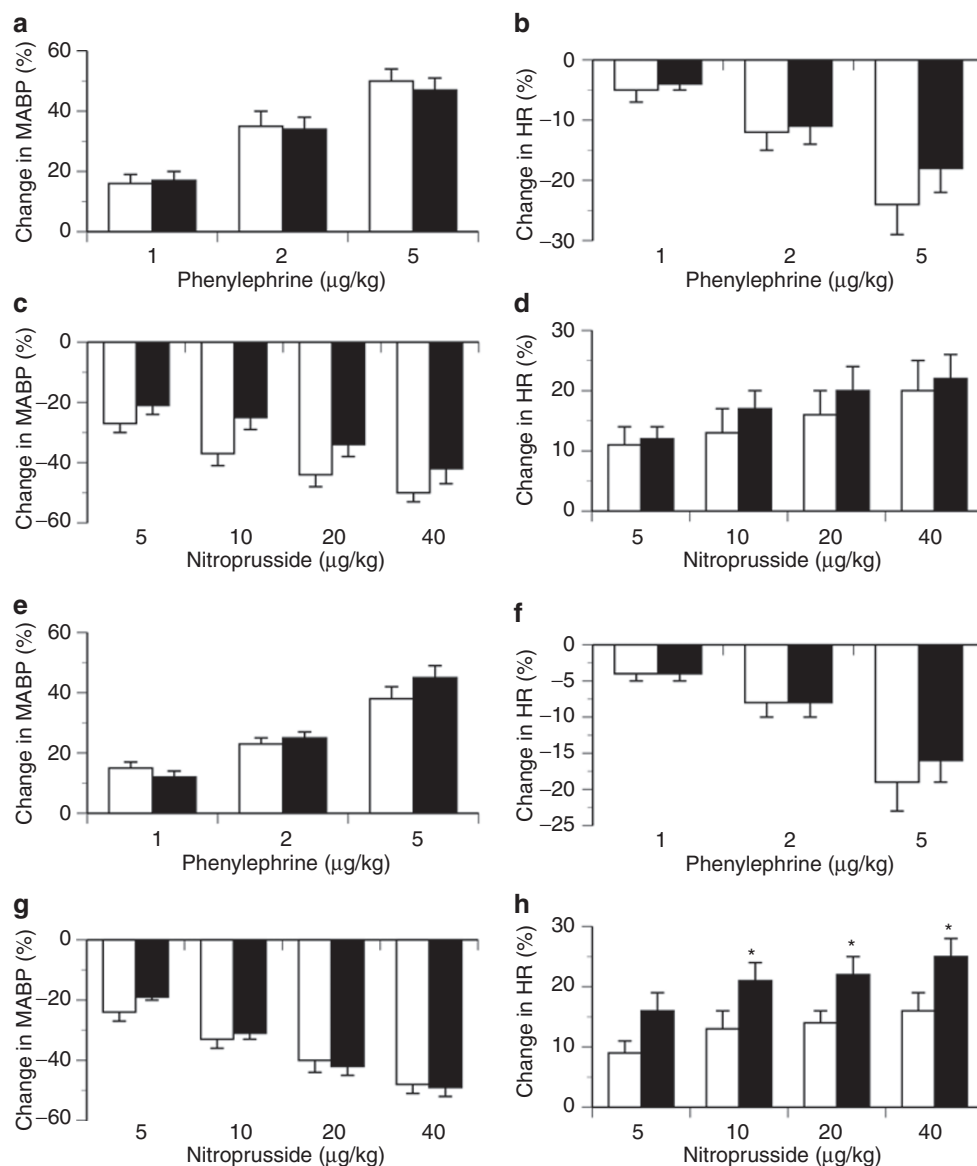 a
Change in MABP (%)
60
40
20
0
1 2 5
Phenylephrine (μg/kg)
b
Change in HR (%)
0
−10
−20
−30
1 2 5
Phenylephrine (μg/kg)
c
Change in MABP (%)
0
−20
−40
−60
5 10 20 40
Nitroprusside (μg/kg)
d
Change in HR (%)
30
20
10
0
5 10 20 40
Nitroprusside (μg/kg)
e
Change in MABP (%)
60
40
20
0
1 2 5
Phenylephrine (μg/kg)
f
Change in HR (%)
0
−5
−10
−15
−20
−25
1 2 5
Phenylephrine (μg/kg)
g
Change in MABP (%)
0
−20
−40
−60
5 10 20 40
Nitroprusside (μg/kg)
h
Change in HR (%)
30
20
10
0
* * *
5 10 20 40
Nitroprusside (μg/kg)